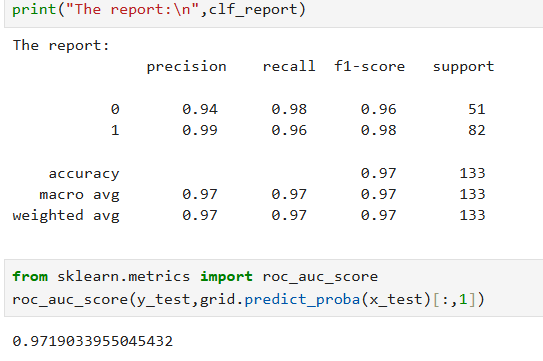 print("The report:\n",clf_report)
The report:
precision recall f1-score support
0 0.94 0.98 0.96 51
1 0.99 0.96 0.98 82
accuracy 0.97 133
macro avg 0.97 0.97 0.97 133
weighted avg 0.97 0.97 0.97 133
from sklearn.metrics import roc_auc_score
roc_auc_score(y_test,grid.predict_proba(x_test)[:,1])
0.9719033955045432